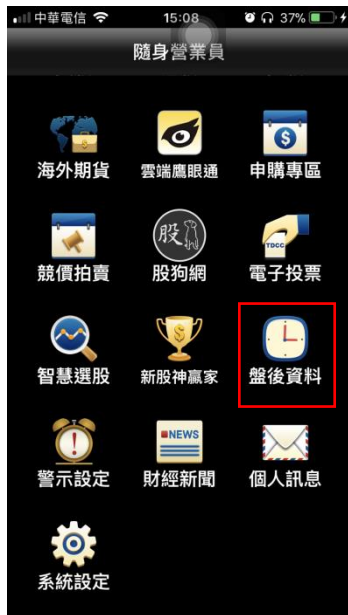 中華電信 15:08 37%
隨身營業員
海外期貨 雲端鷹眼通 申購專區
股
TDCC
競價拍賣 股狗網 電子投票
智慧選股 新股神贏家 盤後資料
NEWS
警示設定 財經新聞 個人訊息
系統設定